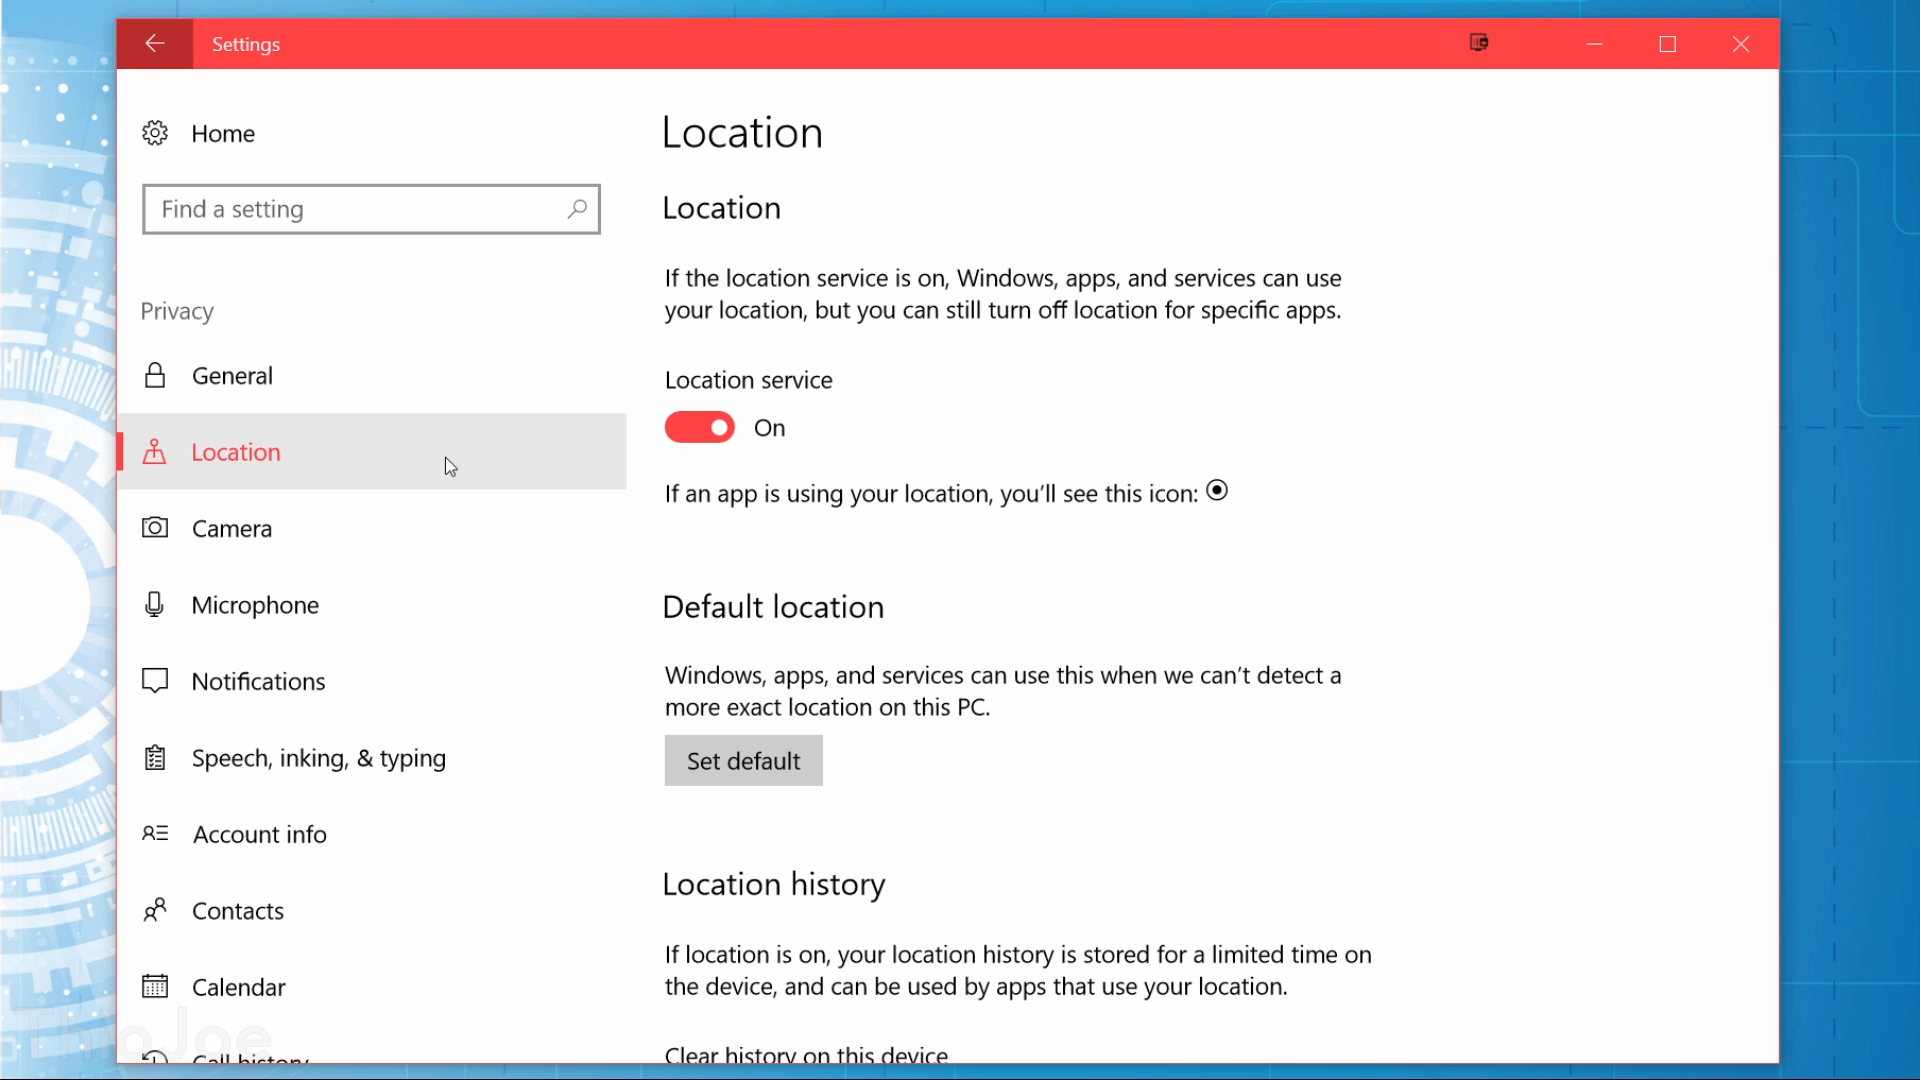 Settings
Home
Find a setting
Privacy
General
Location
Camera
Microphone
Notifications
Speech, inking, & typing
Account info
Contacts
Calendar
Call history
Location
Location
If the location service is on, Windows, apps, and services can use
your location, but you can still turn off location for specific apps.
Location service
On
If an app is using your location, you’ll see this icon:
Default location
Windows, apps, and services can use this when we can’t detect a
more exact location on this PC.
Set default
Location history
If location is on, your location history is stored for a limited time on
the device, and can be used by apps that use your location.
Clear history on this device